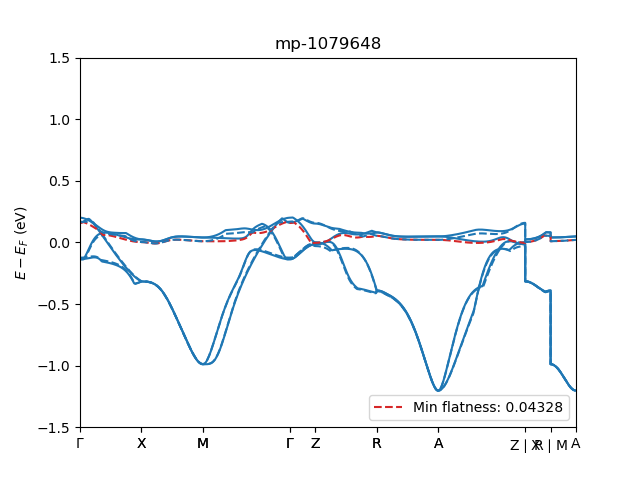 mp-1079648
E − E_F (eV)
1.5
1.0
0.5
0.0
−0.5
−1.0
−1.5
Min flatness: 0.04328
Γ X M Γ Z R A Z | X R | M A